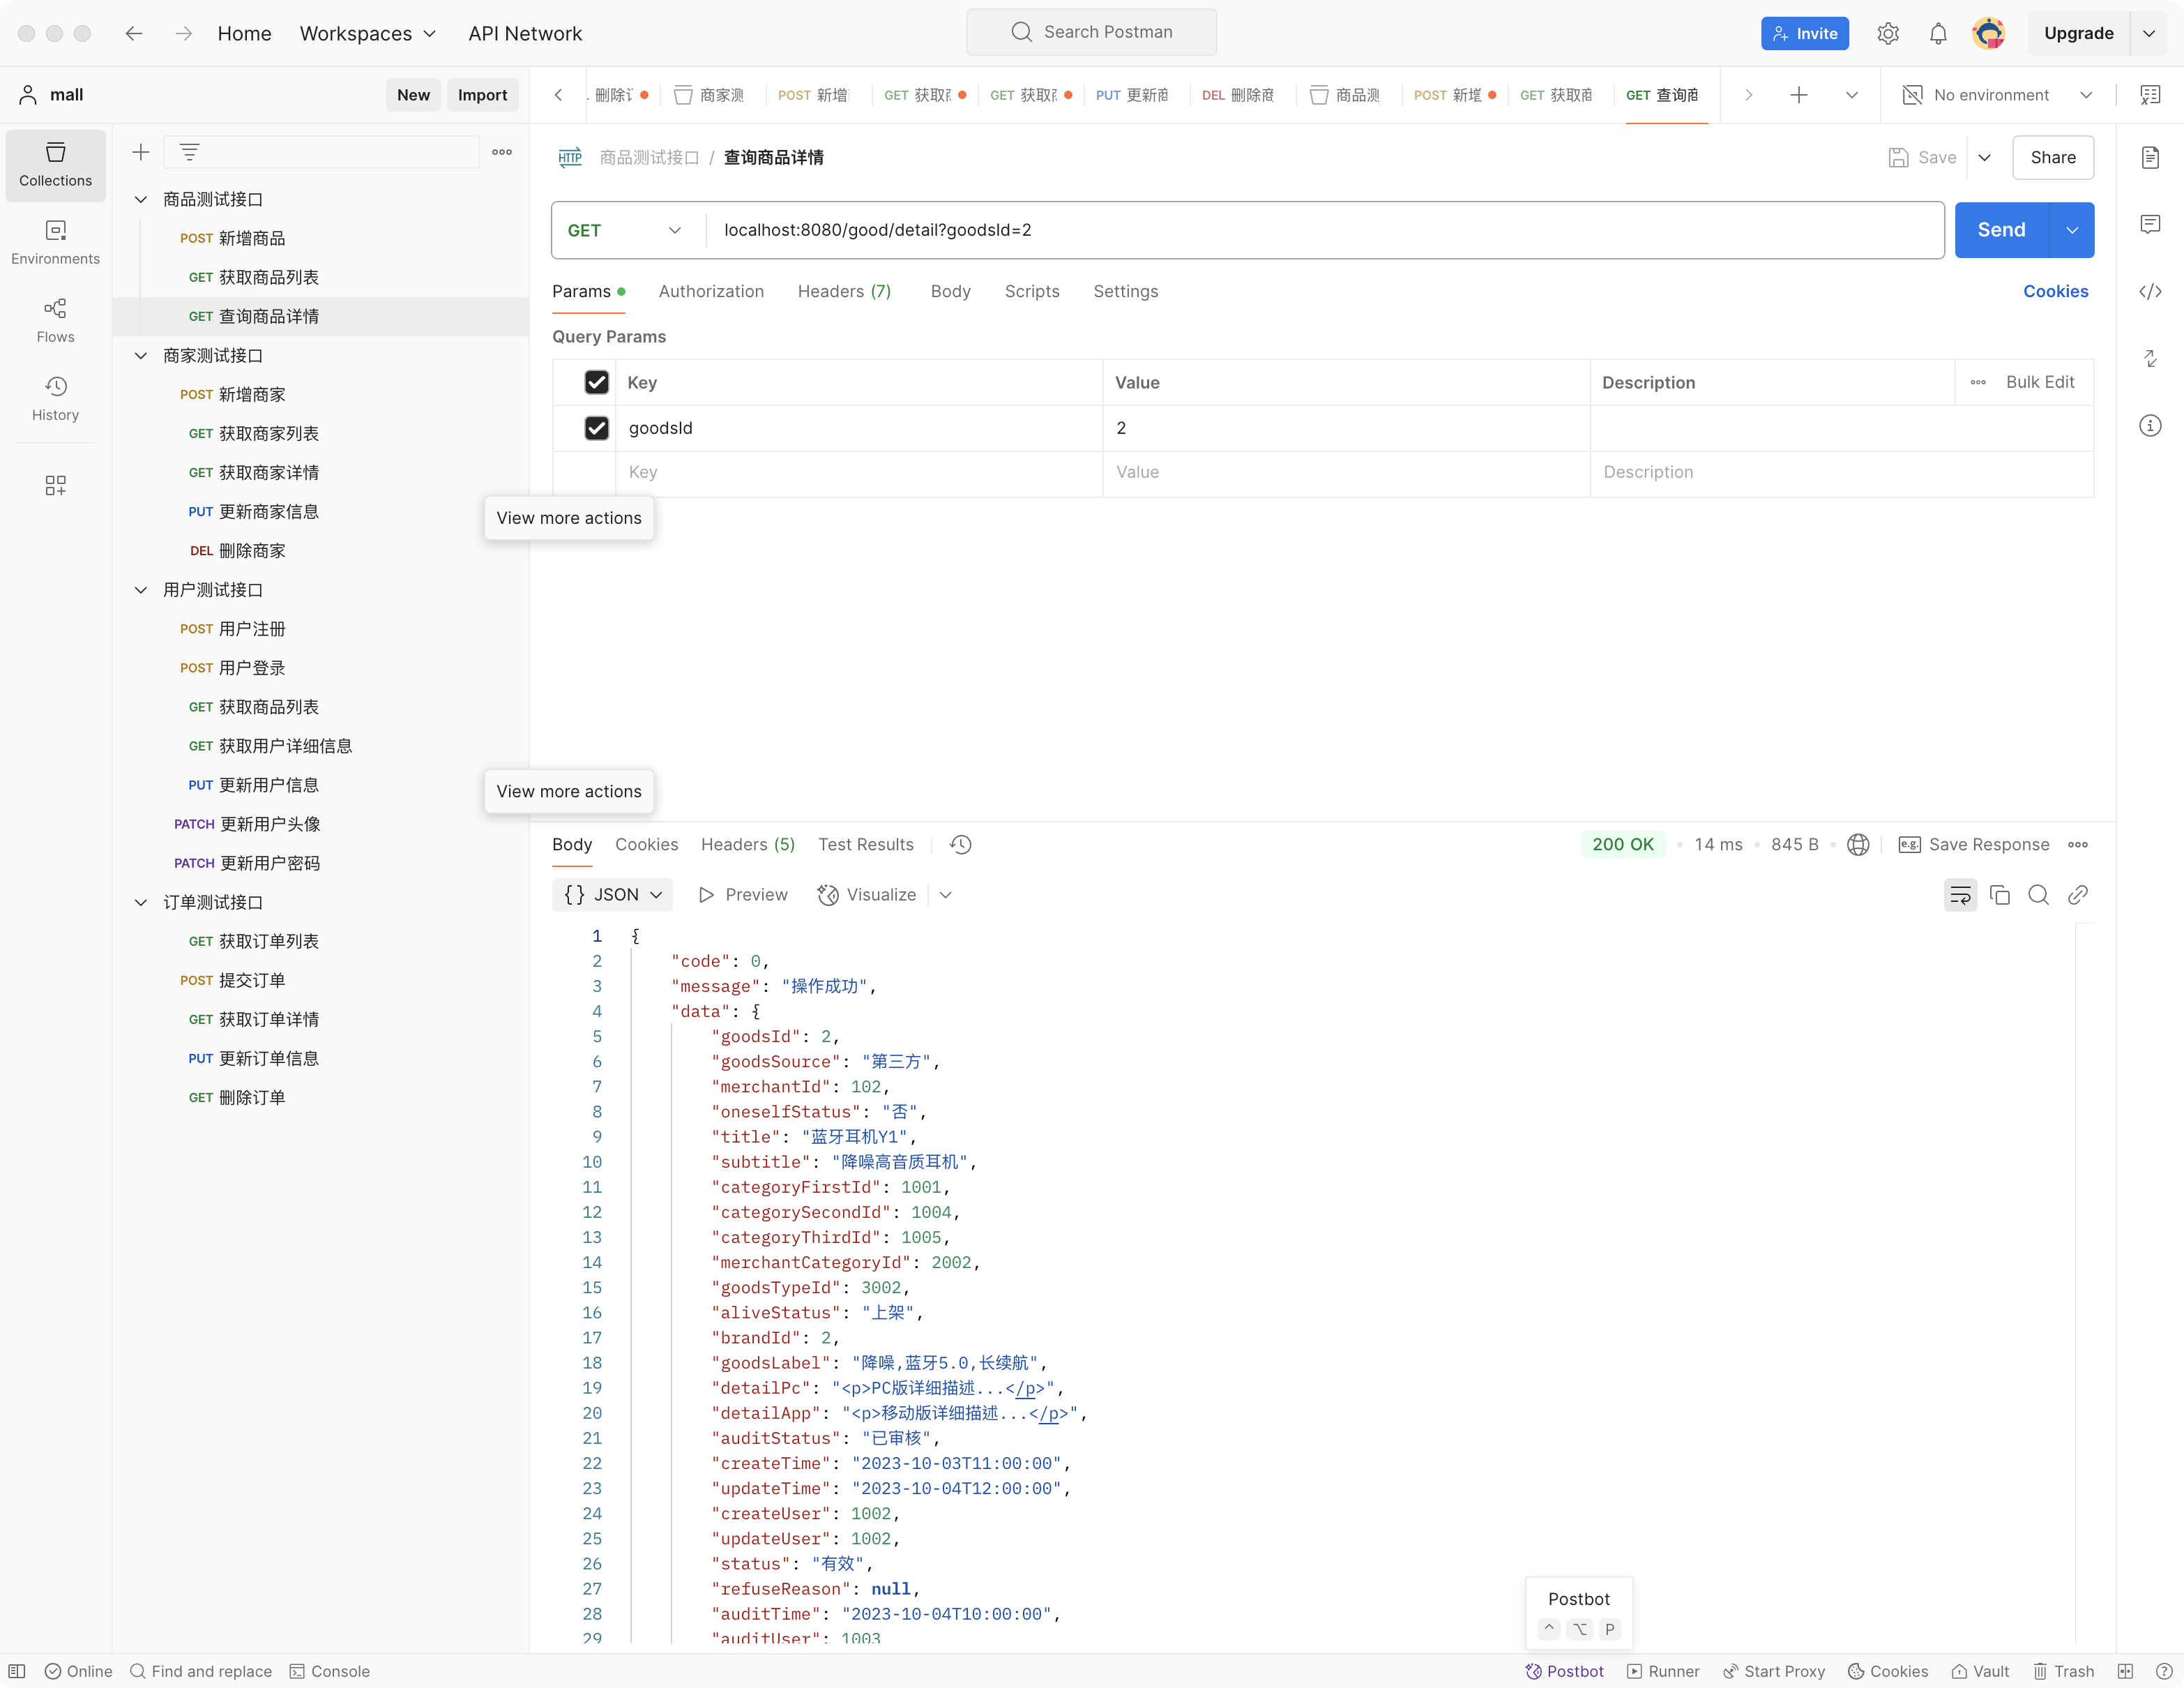 Home Workspaces API Network Search Postman Invite Upgrade
mall New Import
删除 商家测 POST 新增 GET 获取 GET 获取 PUT 更新 DEL 删除 商品测 POST 新增 GET 获取商 GET 查询商 No environment
Collections
Environments
Flows
History
商品测试接口
POST 新增商品
GET 获取商品列表
GET 查询商品详情
商家测试接口
POST 新增商家
GET 获取商家列表
GET 获取商家详情
PUT 更新商家信息
DEL 删除商家
用户测试接口
POST 用户注册
POST 用户登录
GET 获取商品列表
GET 获取用户详细信息
PUT 更新用户信息
PATCH 更新用户头像
PATCH 更新用户密码
订单测试接口
GET 获取订单列表
POST 提交订单
GET 获取订单详情
PUT 更新订单信息
GET 删除订单
HTTP 商品测试接口 / 查询商品详情 Save Share
GET localhost:8080/good/detail?goodsId=2 Send
Params Authorization Headers (7) Body Scripts Settings Cookies
Query Params
Key Value Description Bulk Edit
goodsId 2
Key Value Description
View more actions
View more actions
Body Cookies Headers (5) Test Results 200 OK 14 ms 845 B e.g. Save Response
{} JSON Preview Visualize
1 {
2 "code": 0,
3 "message": "操作成功",
4 "data": {
5 "goodsId": 2,
6 "goodsSource": "第三方",
7 "merchantId": 102,
8 "oneselfStatus": "否",
9 "title": "蓝牙耳机Y1",
10 "subtitle": "降噪高音质耳机",
11 "categoryFirstId": 1001,
12 "categorySecondId": 1004,
13 "categoryThirdId": 1005,
14 "merchantCategoryId": 2002,
15 "goodsTypeId": 3002,
16 "aliveStatus": "上架",
17 "brandId": 2,
18 "goodsLabel": "降噪,蓝牙5.0,长续航",
19 "detailPc": "<p>PC版详细描述...</p>",
20 "detailApp": "<p>移动版详细描述...</p>",
21 "auditStatus": "已审核",
22 "createTime": "2023-10-03T11:00:00",
23 "updateTime": "2023-10-04T12:00:00",
24 "createUser": 1002,
25 "updateUser": 1002,
26 "status": "有效",
27 "refuseReason": null,
28 "auditTime": "2023-10-04T10:00:00",
29 "auditUser": 1003
Postbot
^ ⌥ P
Online Find and replace Console Postbot Runner Start Proxy Cookies Vault Trash